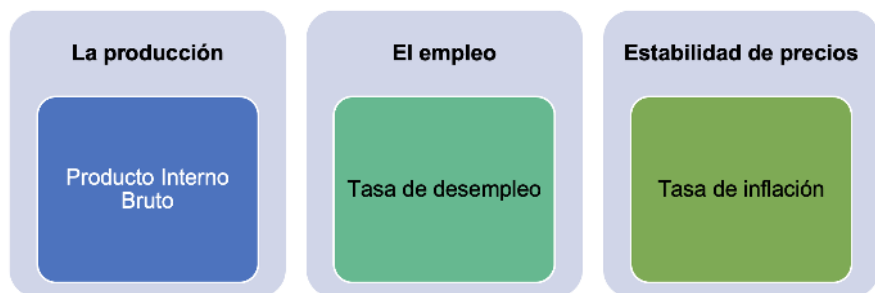 La producción
El empleo
Estabilidad de precios
Producto Interno
Bruto
Tasa de desempleo
Tasa de inflación